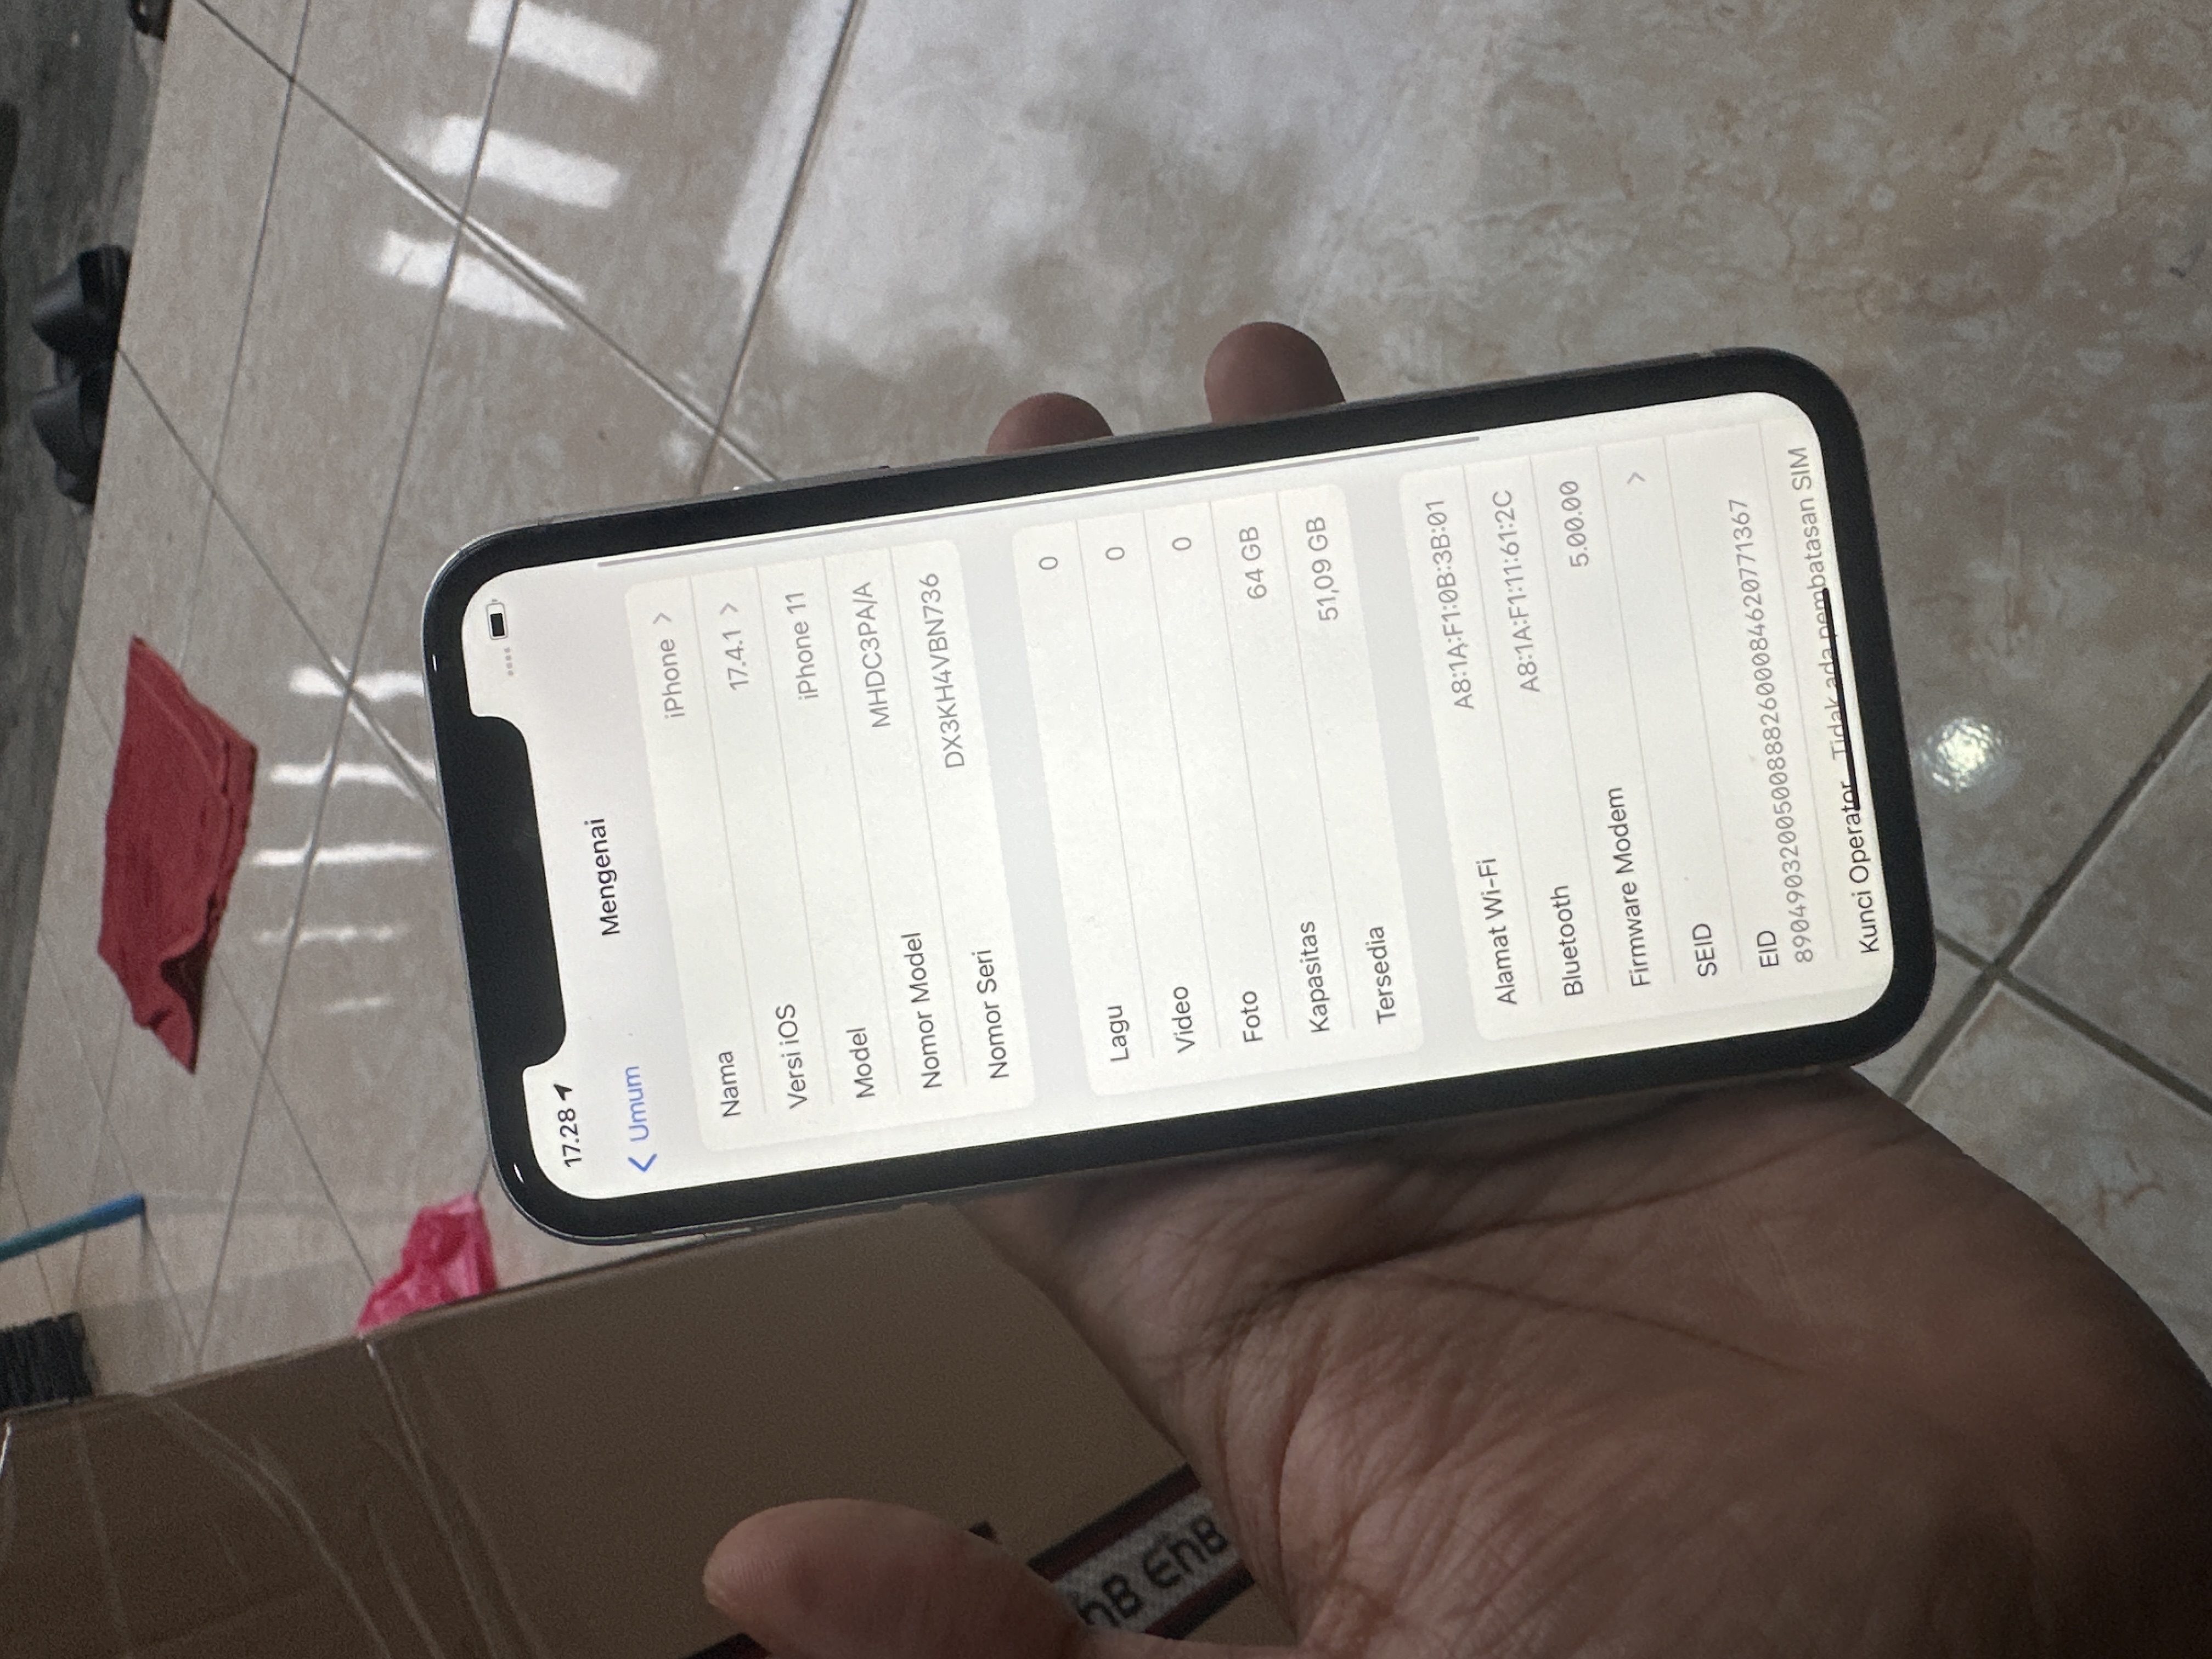 17.28
Umum
Mengenai
Nama iPhone
Versi iOS 17.4.1
Model iPhone 11
Nomor Model MHDC3PA/A
Nomor Seri DX3KH4VBN736
Lagu 0
Video 0
Foto 0
Kapasitas 64 GB
Tersedia 51,09 GB
Alamat Wi-Fi A8:1A:F1:0B:3B:01
Bluetooth A8:1A:F1:11:61:2C
Firmware Modem 5.00.00
SEID
EID
89049032005008882600084620771367
Kunci Operator Tidak ada pembatasan SIM